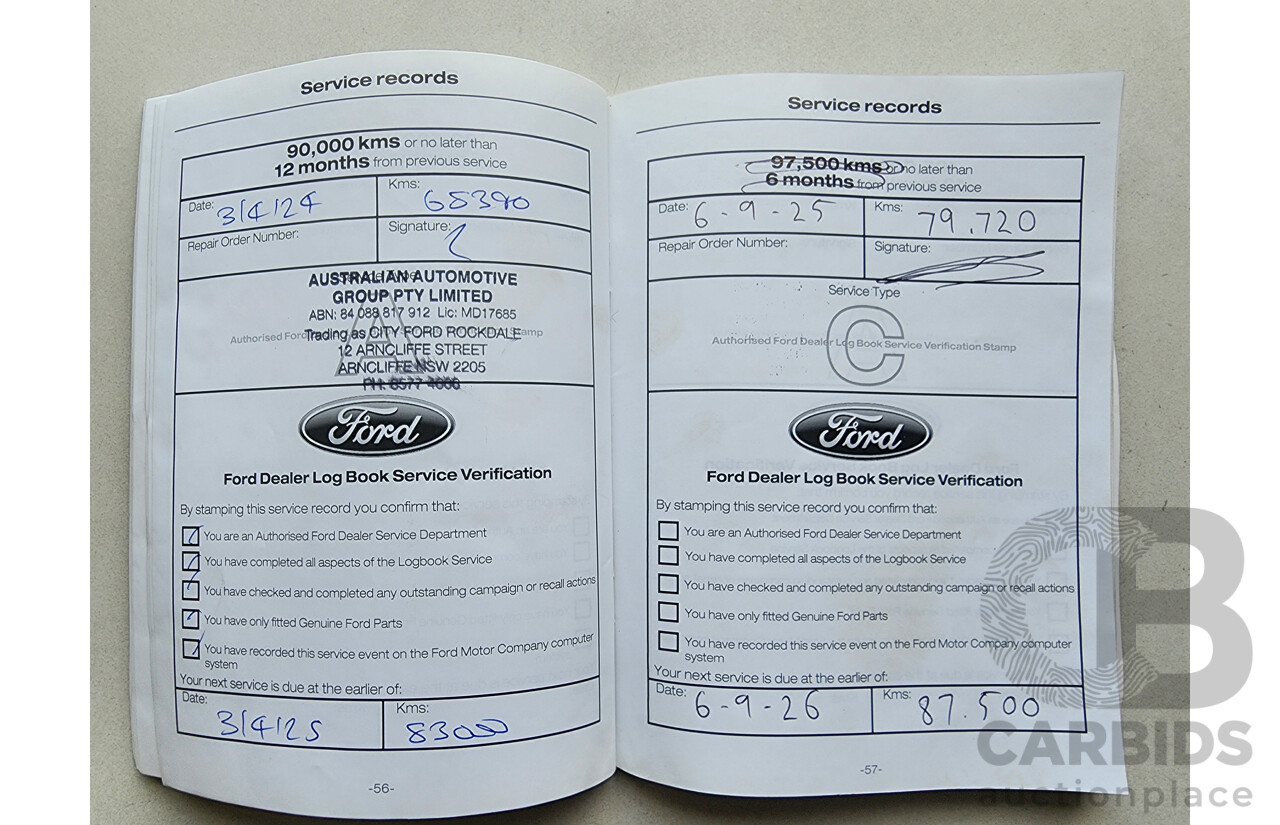 Service records
90,000 kms or no later than
12 months from previous service
Date: 3/4/24
Kms: 68390
Repair Order Number:
Signature:
AUSTRALIAN AUTOMOTIVE
GROUP PTY LIMITED
ABN: 84 088 817 912 Lic: MD17685
Authorised Ford
Trading as CITY FORD ROCKDALE
Stamp
A
12 ARNCLIFFE STREET
ARNCLIFFE NSW 2205
PH: 8577 4000
Ford
Ford Dealer Log Book Service Verification
By stamping this service record you confirm that:
You are an Authorised Ford Dealer Service Department
You have completed all aspects of the Logbook Service
You have checked and completed any outstanding campaign or recall actions
You have only fitted Genuine Ford Parts
You have recorded this service event on the Ford Motor Company computer
system
Your next service is due at the earlier of:
Date: 3/4/25
Kms: 83000
-56-
Service records
97,500 kms or no later than
6 months from previous service
Date: 6-9-25
Kms: 79.720
Repair Order Number:
Signature:
Service Type
C
Authorised Ford Dealer Log Book Service Verification Stamp
Ford
Ford Dealer Log Book Service Verification
By stamping this service record you confirm that:
You are an Authorised Ford Dealer Service Department
You have completed all aspects of the Logbook Service
You have checked and completed any outstanding campaign or recall actions
You have only fitted Genuine Ford Parts
You have recorded this service event on the Ford Motor Company computer
system
Your next service is due at the earlier of:
Date: 6-9-26
Kms: 87.500
-57-
CB
CARBIDS
auctionplace